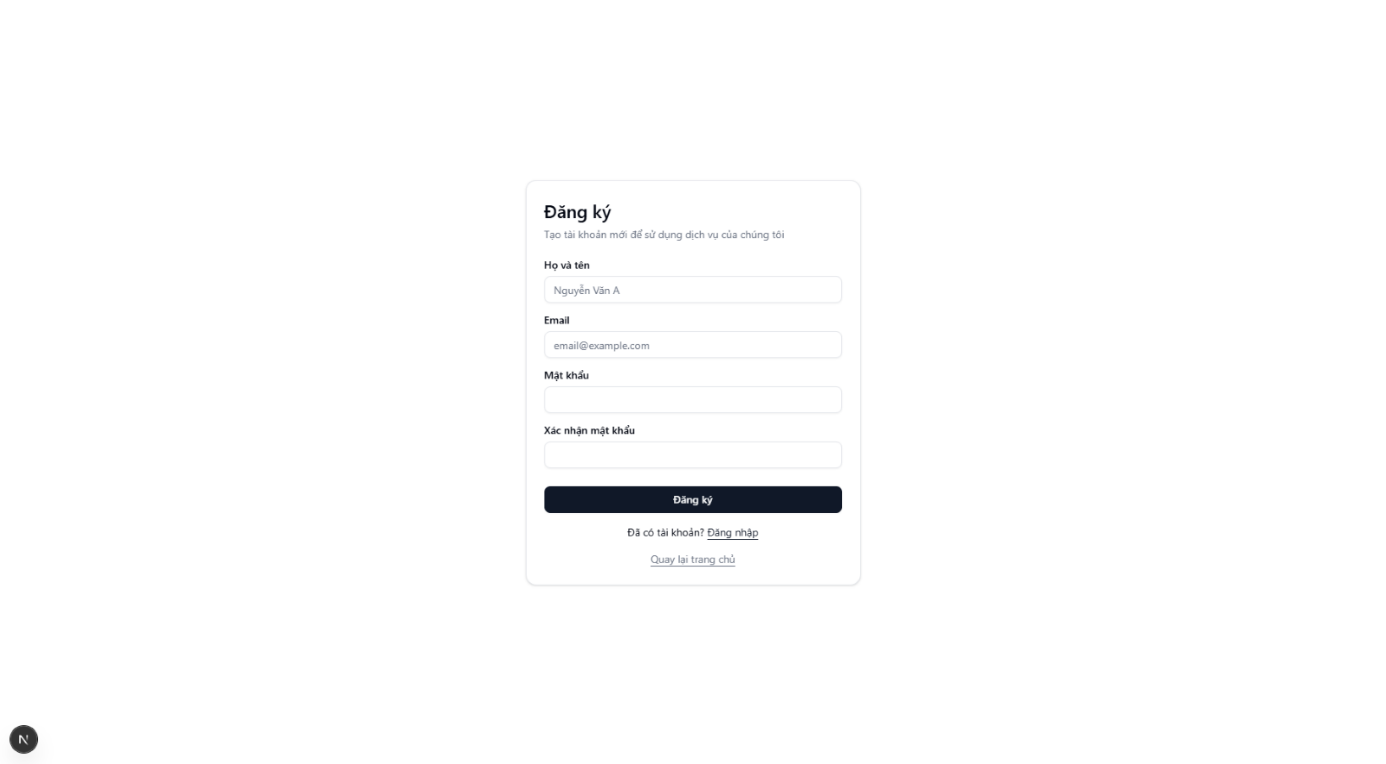 Đăng ký
Tạo tài khoản mới để sử dụng dịch vụ của chúng tôi
Họ và tên
Nguyễn Văn A
Email
email@example.com
Mật khẩu
Xác nhận mật khẩu
Đăng ký
Đã có tài khoản? Đăng nhập
Quay lại trang chủ
N